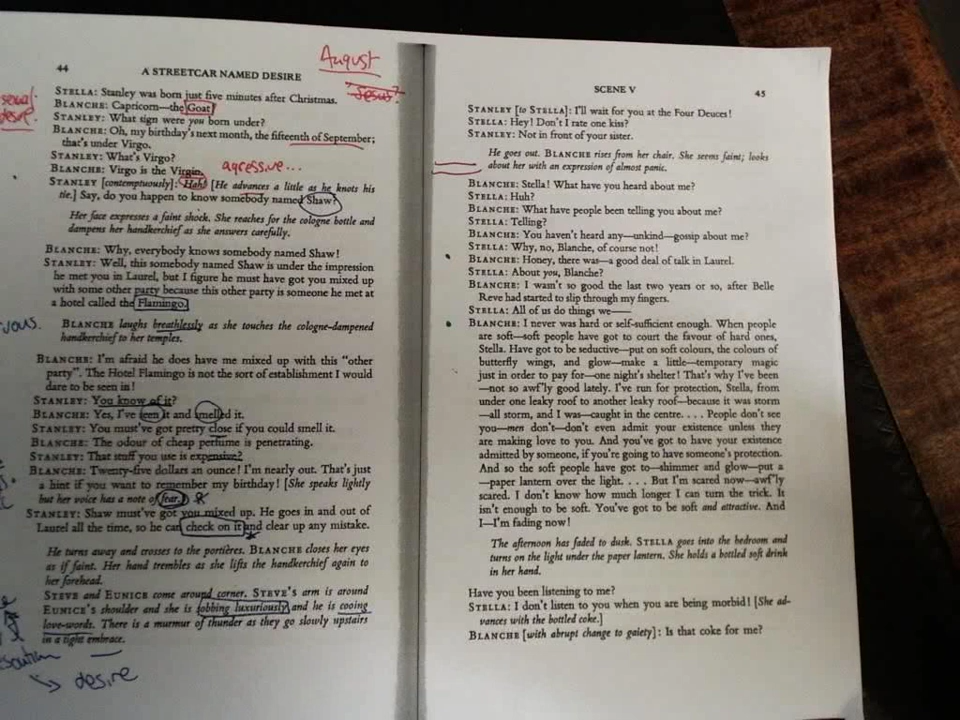 August
44
A STREETCAR NAMED DESIRE
Jesus?
STELLA: Stanley was born just five minutes after Christmas.
BLANCHE: Capricorn—the Goat!
STANLEY: What sign were you born under?
BLANCHE: Oh, my birthday's next month, the fifteenth of September;
that's under Virgo.
STANLEY: What's Virgo?
BLANCHE: Virgo is the Virgin.
agressive...
STANLEY [contemptuously]: Hah! [He advances a little as he knots his
tie.] Say, do you happen to know somebody named Shaw?
Her face expresses a faint shock. She reaches for the cologne bottle and
dampens her handkerchief as she answers carefully.
BLANCHE: Why, everybody knows somebody named Shaw!
STANLEY: Well, this somebody named Shaw is under the impression
he met you in Laurel, but I figure he must have got you mixed up
with some other party because this other party is someone he met at
a hotel called the Flamingo.
BLANCHE laughs breathlessly as she touches the cologne-dampened
handkerchief to her temples.
BLANCHE: I'm afraid he does have me mixed up with this "other
party". The Hotel Flamingo is not the sort of establishment I would
dare to be seen in!
STANLEY: You know of it?
BLANCHE: Yes, I've seen it and smelled it.
STANLEY: You must've got pretty close if you could smell it.
BLANCHE: The odour of cheap perfume is penetrating.
STANLEY: That stuff you use is expensive?
BLANCHE: Twenty-five dollars an ounce! I'm nearly out. That's just
a hint if you want to remember my birthday! [She speaks lightly
but her voice has a note of fear.]
STANLEY: Shaw must've got you mixed up. He goes in and out of
Laurel all the time, so he can check on it and clear up any mistake.
He turns away and crosses to the portières. BLANCHE closes her eyes
as if faint. Her hand trembles as she lifts the handkerchief again to
her forehead.
STEVE and EUNICE come around corner. STEVE'S arm is around
EUNICE'S shoulder and she is sobbing luxuriously and he is cooing
love-words. There is a murmur of thunder as they go slowly upstairs
in a tight embrace.
desire
SCENE V
45
STANLEY [to STELLA]: I'll wait for you at the Four Deuces!
STELLA: Hey! Don't I rate one kiss?
STANLEY: Not in front of your sister.
He goes out. BLANCHE rises from her chair. She seems faint; looks
about her with an expression of almost panic.
BLANCHE: Stella! What have you heard about me?
STELLA: Huh?
BLANCHE: What have people been telling you about me?
STELLA: Telling?
BLANCHE: You haven't heard any—unkind—gossip about me?
STELLA: Why, no, Blanche, of course not!
BLANCHE: Honey, there was—a good deal of talk in Laurel.
STELLA: About you, Blanche?
BLANCHE: I wasn't so good the last two years or so, after Belle
Reve had started to slip through my fingers.
STELLA: All of us do things we——
BLANCHE: I never was hard or self-sufficient enough. When people
are soft—soft people have got to court the favour of hard ones,
Stella. Have got to be seductive—put on soft colours, the colours of
butterfly wings, and glow—make a little—temporary magic
just in order to pay for—one night's shelter! That's why I've been
—not so awf'ly good lately. I've run for protection, Stella, from
under one leaky roof to another leaky roof—because it was storm
—all storm, and I was—caught in the centre. . . . People don't see
you—men don't—don't even admit your existence unless they
are making love to you. And you've got to have your existence
admitted by someone, if you're going to have someone's protection.
And so the soft people have got to—shimmer and glow—put a
—paper lantern over the light. . . . But I'm scared now—awf'ly
scared. I don't know how much longer I can turn the trick. It
isn't enough to be soft. You've got to be soft and attractive. And
I—I'm fading now!
The afternoon has faded to dusk. STELLA goes into the bedroom and
turns on the light under the paper lantern. She holds a bottled soft drink
in her hand.
Have you been listening to me?
STELLA: I don't listen to you when you are being morbid! [She ad-
vances with the bottled coke.]
BLANCHE [with abrupt change to gaiety]: Is that coke for me?